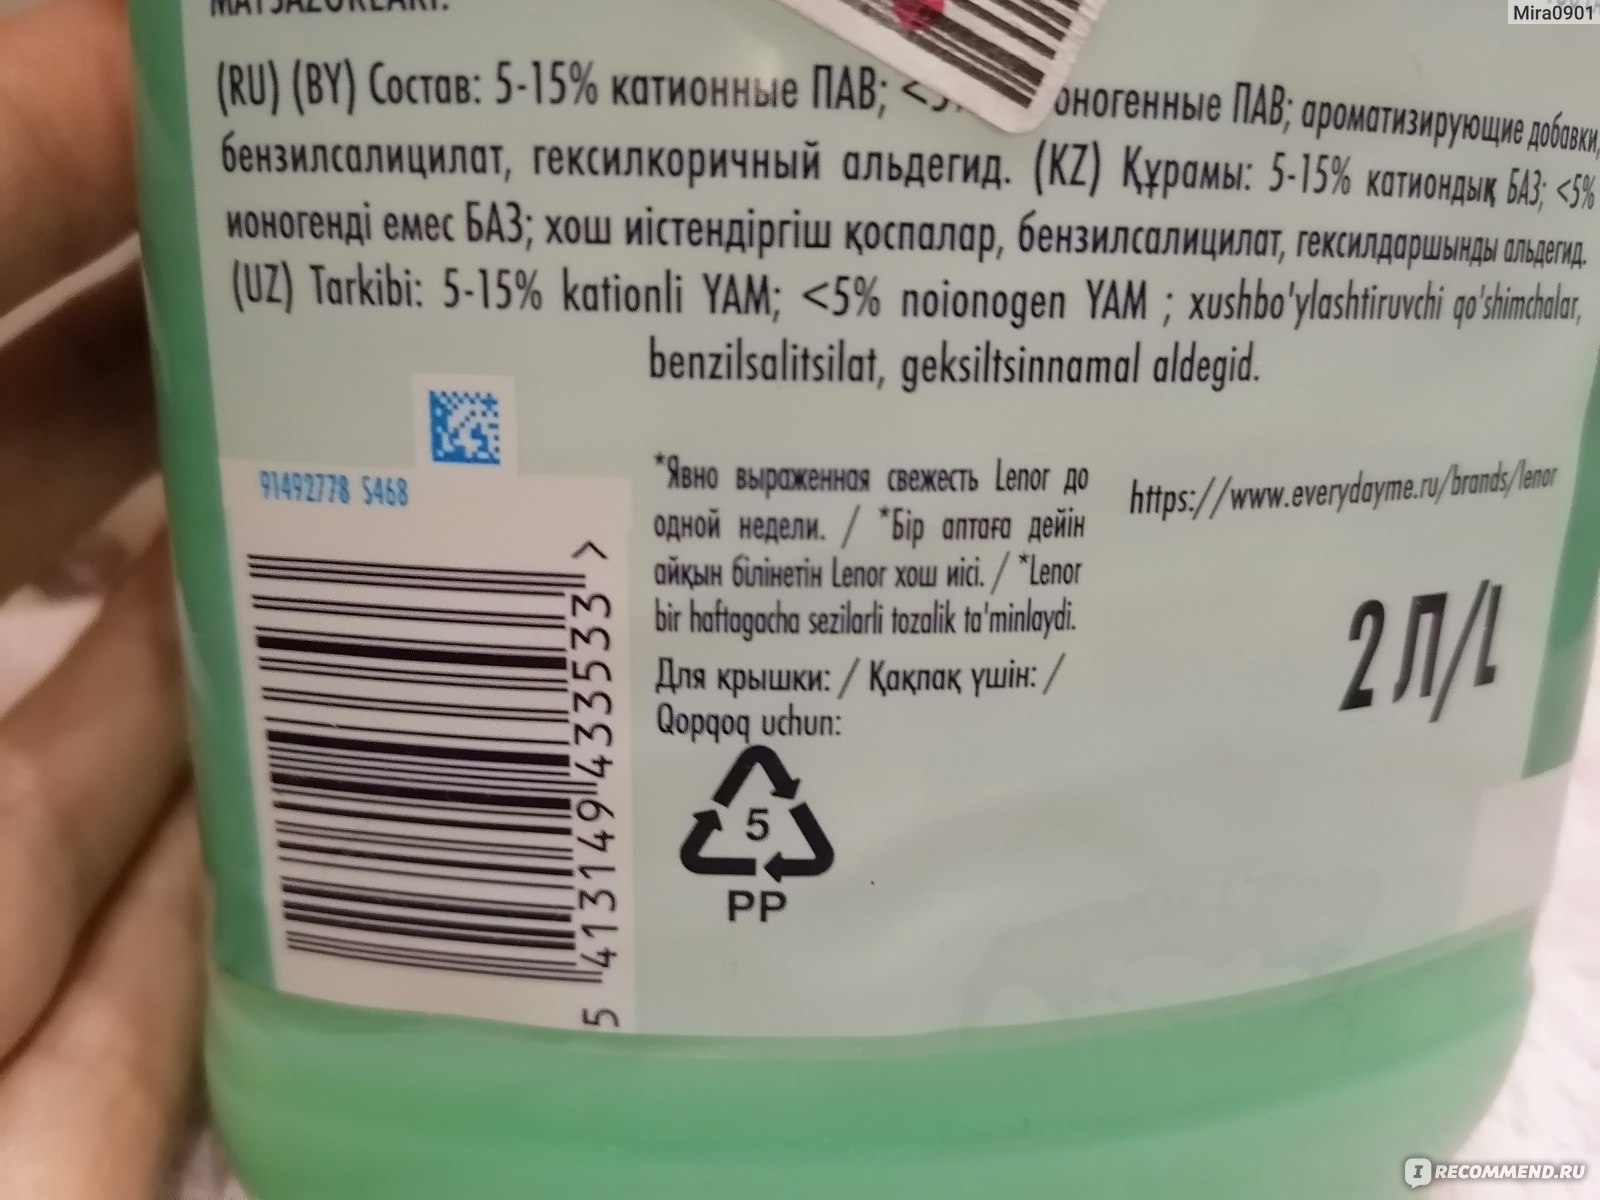 Mira0901
(RU) (BY) Состав: 5-15% катионные ПАВ; <5% оногенные ПАВ; ароматизирующие добавки,
бензилсалицилат, гексилкоричный альдегид. (KZ) Құрамы: 5-15% катиондық БАЗ; <5%
ионогенді емес БАЗ; хош иістендіргіш қоспалар, бензилсалицилат, гексилдаршынды альдегид.
(UZ) Tarkibi: 5-15% kationli YAM; <5% noionogen YAM ; xushbo'ylashtiruvchi qo'shimchalar,
benzilsalitsilat, geksiltsinnamal aldegid.
91492778 S468
*Явно выраженная свежесть Lenor до
одной недели. / *Бір аптаға дейін
айқын білінетін Lenor хош иісі. / *Lenor
bir haftagacha sezilarli tozalik ta'minlaydi.
Для крышки: / Қақпақ үшін: /
Qopqoq uchun:
5
PP
https://www.everydayme.ru/brands/lenor
2 Л/L
5 413149 433533 >
IRECOMMEND.RU